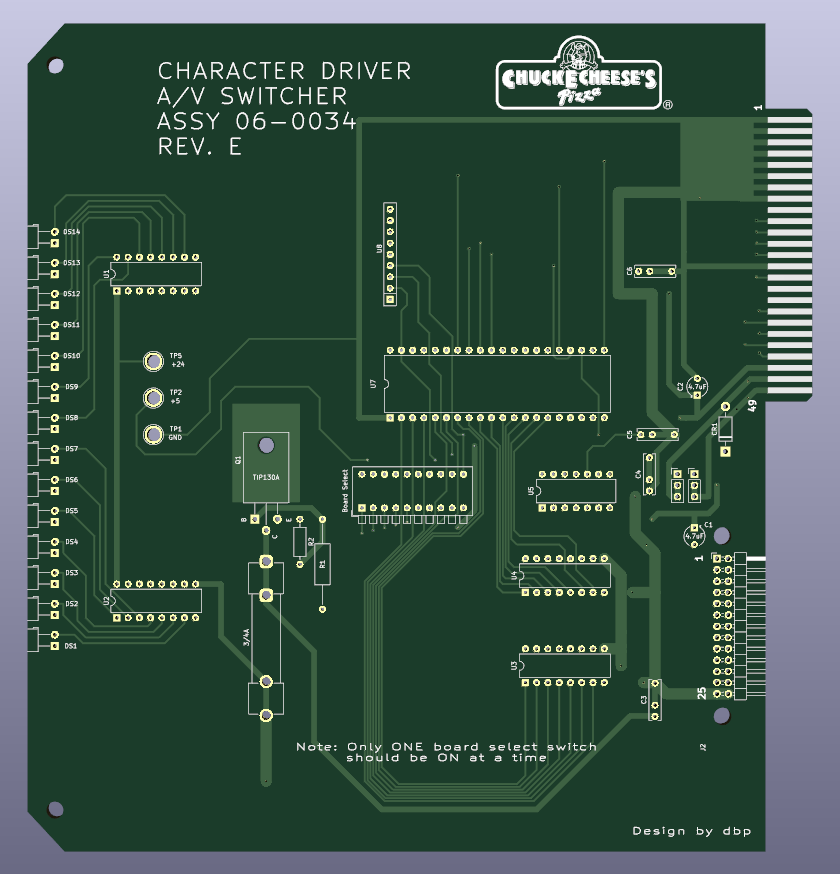 CHARACTER DRIVER
A/V SWITCHER
ASSY 06-0034
REV. E
CHUCK E CHEESE'S
Pizza
®
1
DS14
DS13
DS12
DS11
DS10
DS9
DS8
DS7
DS6
DS5
DS4
DS3
DS2
DS1
U1
U2
TP5
+24
TP2
+5
TP1
GND
U8
U7
C6
C2
4.7uF
49
CR1
C5
C4
Q1
TIP130A
B
E
C
R2
R1
3/4A
Board Select
U5
U4
U3
C1
4.7uF
1
25
C3
J2
Note: Only ONE board select switch
should be ON at a time
Design by dbp